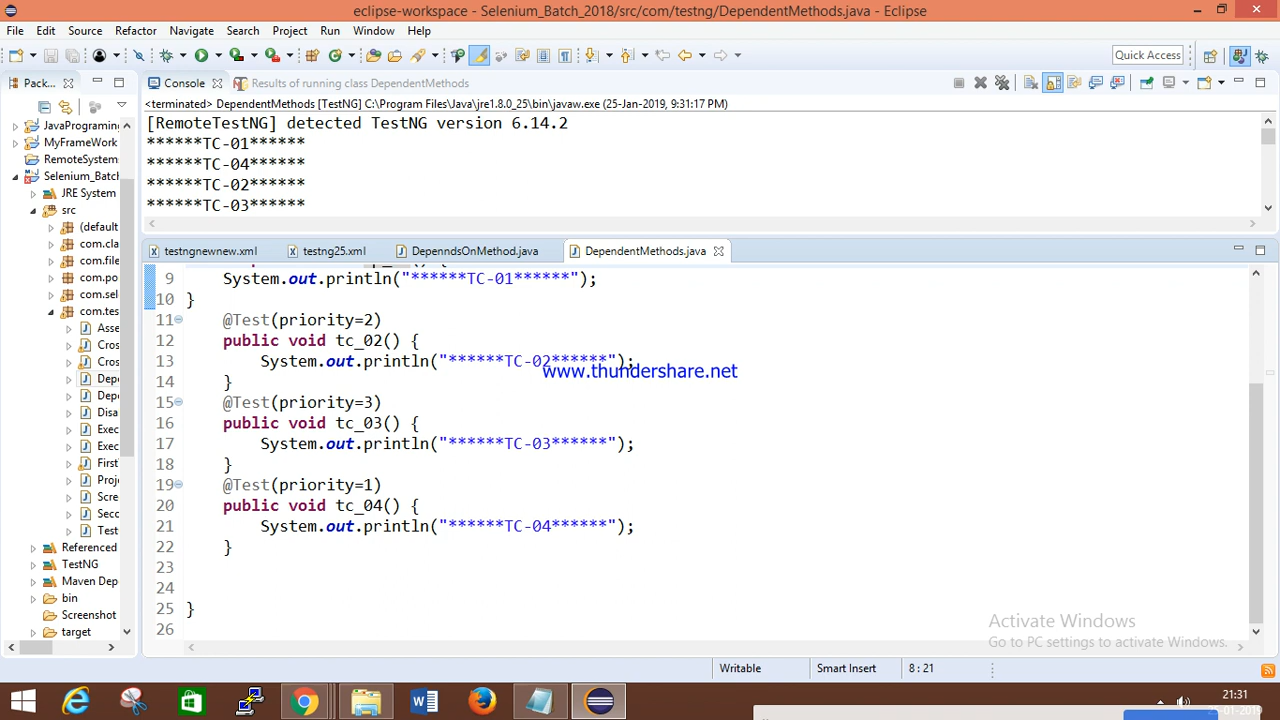 eclipse-workspace - Selenium_Batch_2018/src/com/testng/DependentMethods.java - Eclipse
File Edit Source Refactor Navigate Search Project Run Window Help
Quick Access
Pack...
Console
Results of running class DependentMethods
<terminated> DependentMethods [TestNG] C:\Program Files\Java\jre1.8.0_25\bin\javaw.exe (25-Jan-2019, 9:31:17 PM)
[RemoteTestNG] detected TestNG version 6.14.2
******TC-01******
******TC-04******
******TC-02******
******TC-03******
JavaPrograming
MyFrameWork
RemoteSystems
Selenium_Batch
JRE System
src
(default
com.cla
com.file
com.po
com.sel
com.tes
Asse
Cros
Cros
Depe
Depe
Disa
Exec
Exec
First
Proj
Scre
Seco
Test
Referenced
TestNG
Maven Dep
bin
Screenshot
target
testngnewnew.xml testng25.xml DepenndsOnMethod.java DependentMethods.java
9 System.out.println("******TC-01******");
10 }
11 @Test(priority=2)
12 public void tc_02() {
13 System.out.println("******TC-02******");
www.thundershare.net
14 }
15 @Test(priority=3)
16 public void tc_03() {
17 System.out.println("******TC-03******");
18 }
19 @Test(priority=1)
20 public void tc_04() {
21 System.out.println("******TC-04******");
22 }
23
24
25 }
26
Activate Windows
Go to PC settings to activate Windows.
Writable Smart Insert 8 : 21
21:31